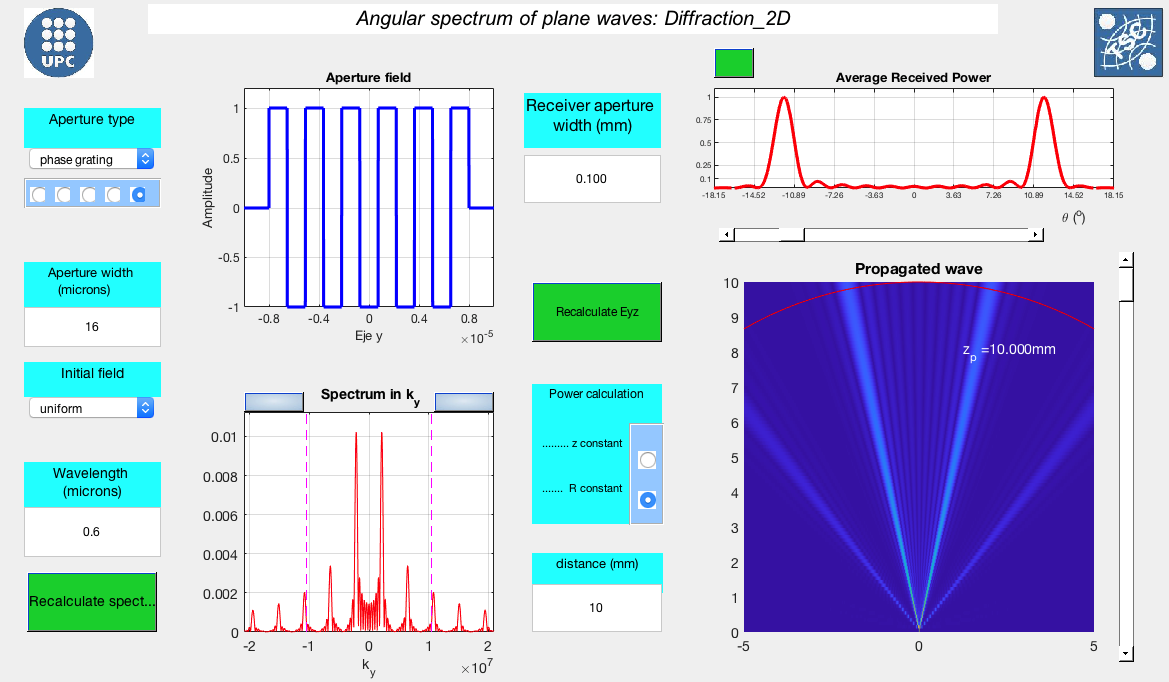 Angular spectrum of plane waves: Diffraction_2D
UPC
TSC
Aperture type
phase grating
Aperture width
(microns)
16
Initial field
uniform
Wavelength
(microns)
0.6
Recalculate spect...
Aperture field
Amplitude
1
0.5
0
-0.5
-1
-0.8 -0.4 0 0.4 0.8
Eje y
×10^-5
Spectrum in k_y
0.01
0.008
0.006
0.004
0.002
0
-2 -1 0 1 2
k_y
×10^7
Receiver aperture
width (mm)
0.100
Recalculate Eyz
Power calculation
......... z constant
....... R constant
distance (mm)
10
Average Received Power
1
0.75
0.5
0.25
0.1
-18.15 -14.52 -10.89 -7.26 -3.63 0 3.63 7.26 10.89 14.52 18.15
θ (°)
Propagated wave
10
9
8
7
6
5
4
3
2
1
0
z_p =10.000mm
-5 0 5